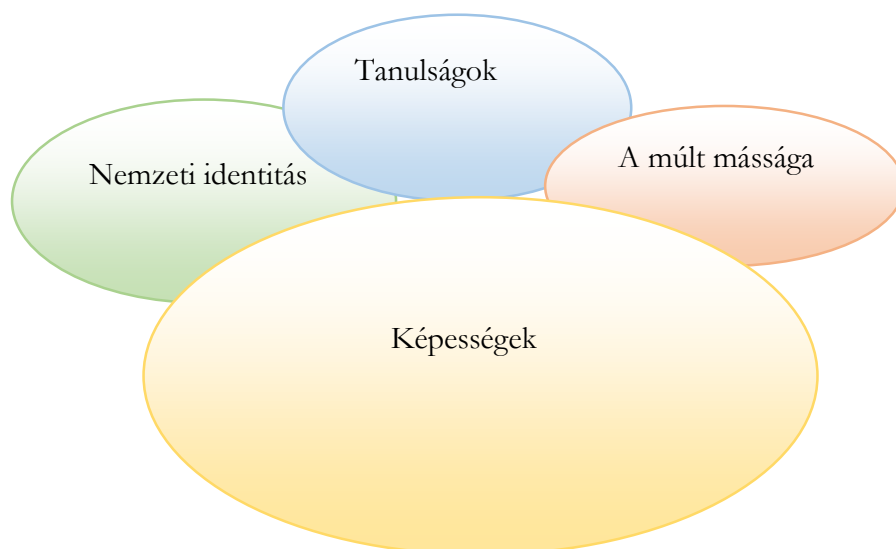 Tanulságok
Nemzeti identitás
A múlt mássága
Képességek